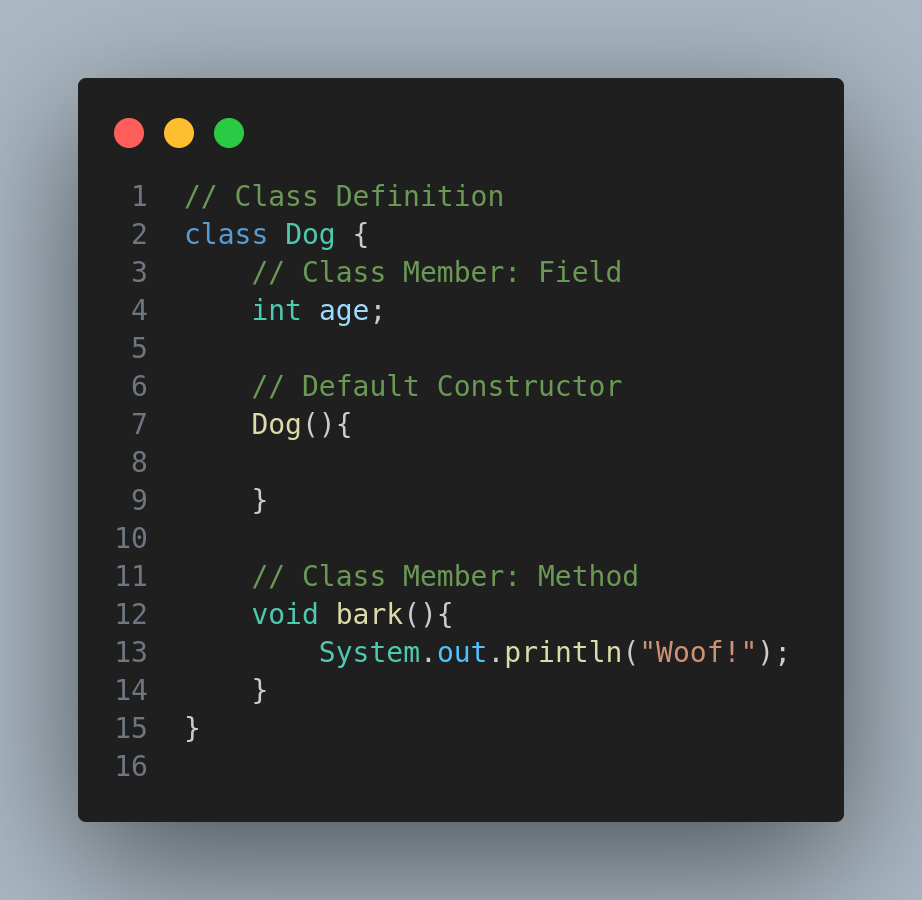 1 // Class Definition
2 class Dog {
3     // Class Member: Field
4     int age;
5
6     // Default Constructor
7     Dog(){
8
9     }
10
11     // Class Member: Method
12     void bark(){
13         System.out.println("Woof!");
14     }
15 }
16